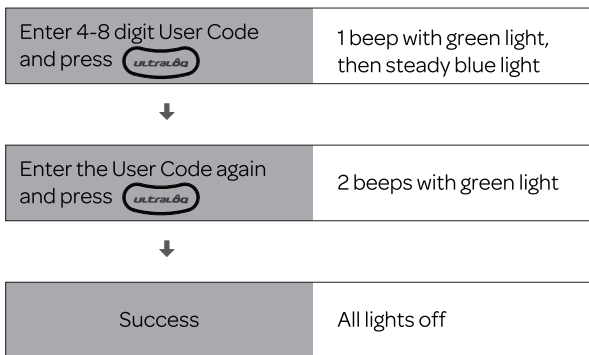 Enter 4-8 digit User Code
and press ULTRALOQ
1 beep with green light,
then steady blue light
Enter the User Code again
and press ULTRALOQ
2 beeps with green light
Success
All lights off